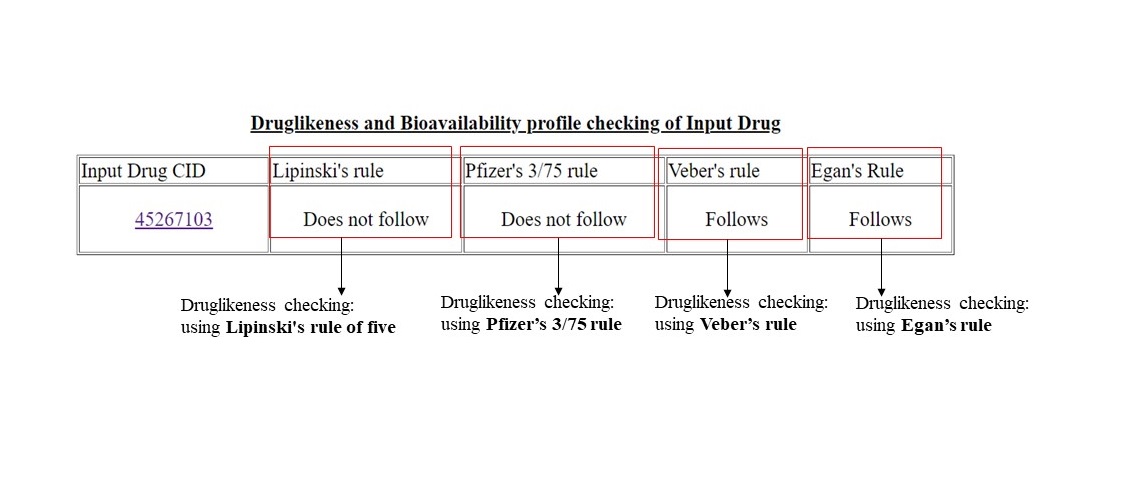 Druglikeness and Bioavailability profile checking of Input Drug
Input Drug CID Lipinski's rule Pfizer's 3/75 rule Veber's rule Egan's Rule
45267103 Does not follow Does not follow Follows Follows
Druglikeness checking:
using Lipinski's rule of five
Druglikeness checking:
using Pfizer’s 3/75 rule
Druglikeness checking:
using Veber’s rule
Druglikeness checking:
using Egan’s rule